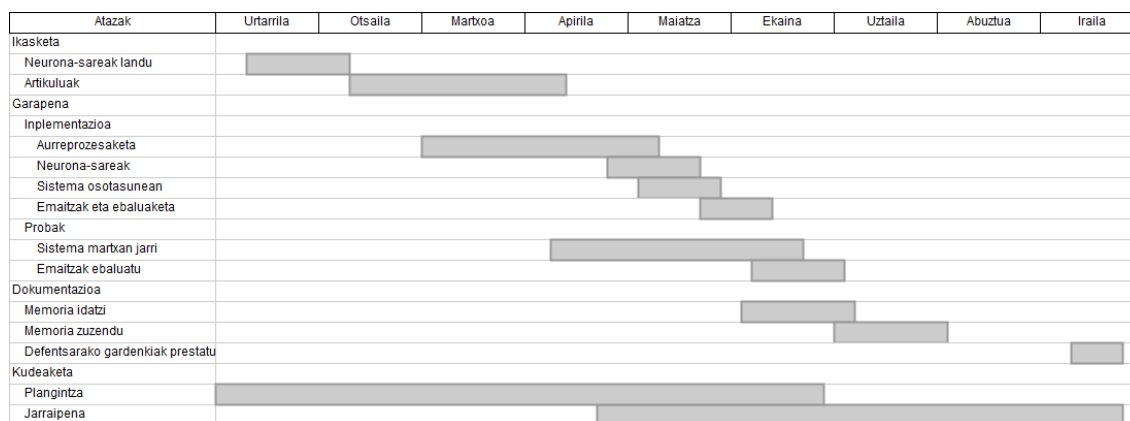 Atazak Urtarrila Otsaila Martxoa Apirila Maiatza Ekaina Uztaila Abuztua Iraila
Ikasketa
Neurona-sareak landu
Artikuluak
Garapena
Inplementazioa
Aurreprozesaketa
Neurona-sareak
Sistema osotasunean
Emaitzak eta ebaluaketa
Probak
Sistema martxan jarri
Emaitzak ebaluatu
Dokumentazioa
Memoria idatzi
Memoria zuzendu
Defentsarako gardenkiak prestatu
Kudeaketa
Plangintza
Jarraipena